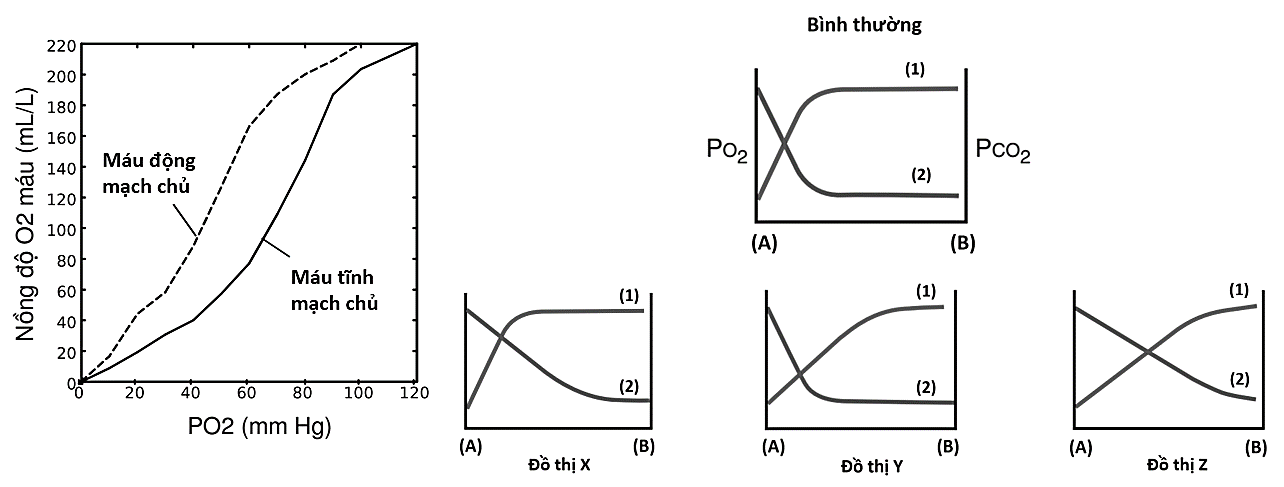 220
200
180
160
140
120
100
80
60
40
20
0
0 20 40 60 80 100 120
Nồng độ O2 máu (mL/L)
PO2 (mm Hg)
Máu động
mạch chủ
Máu tĩnh
mạch chủ
Bình thường
(1)
(2)
PO2
PCO2
(A) (B)
(1)
(2)
(A) (B)
Đồ thị X
(1)
(2)
(A) (B)
Đồ thị Y
(1)
(2)
(A) (B)
Đồ thị Z